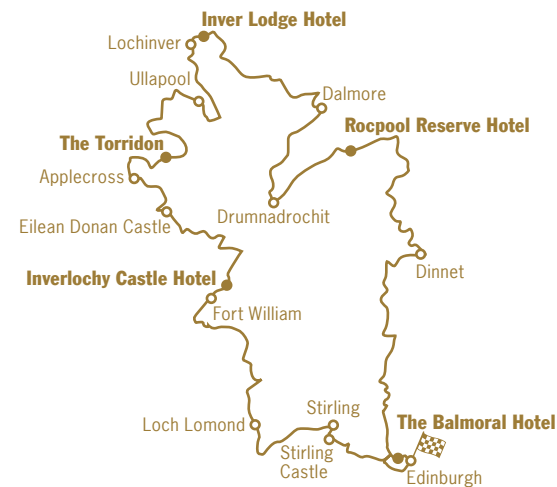 Inver Lodge Hotel
Lochinver
Ullapool
Dalmore
Rocpool Reserve Hotel
The Torridon
Applecross
Drumnadrochit
Eilean Donan Castle
Dinnet
Inverlochy Castle Hotel
Fort William
Stirling
Loch Lomond
The Balmoral Hotel
Stirling
Castle
Edinburgh